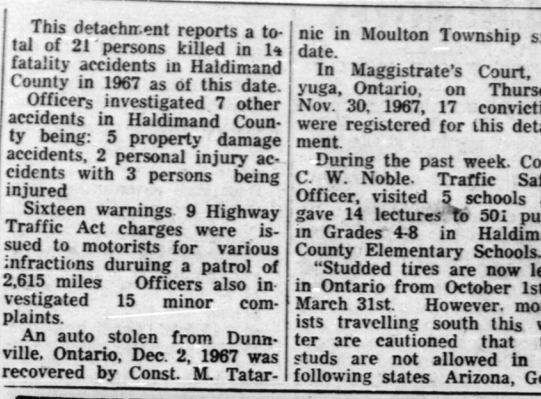 This detachment reports a to-
tal of 21 persons killed in 14
fatality accidents in Haldimand
County in 1967 as of this date.
Officers investigated 7 other
accidents in Haldimand Coun-
ty being: 5 property damage
accidents, 2 personal injury ac-
cidents with 3 persons being
injured
Sixteen warnings 9 Highway
Traffic Act charges were is-
sued to motorists for various
infractions duruing a patrol of
2,615 miles Officers also in-
vestigated 15 minor com-
plaints.
An auto stolen from Dunn-
ville, Ontario, Dec. 2, 1967 was
recovered by Const. M. Tatar-
nic in Moulton Township
date.
In Maggistrate's Court,
yuga, Ontario, on
Nov. 30, 1967, 17
were registered for this
ment.
During the past week.
C. W. Noble. Traffic
Officer, visited 5 schools
gave 14 lectures to 501
in Grades 4-8 in
County Elementary Schools.
"Studded tires are now
in Ontario from October 1st
March 31st. However,
ists travelling south this
ter are cautioned that
studs are not allowed in
following states Arizona,